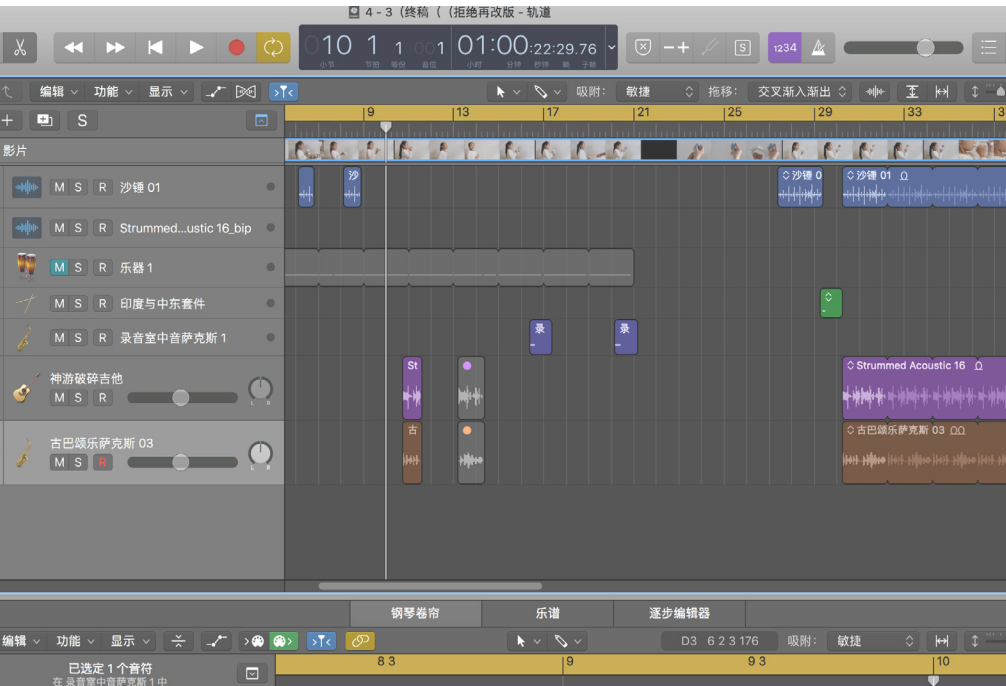 4 - 3（终稿（（拒绝再改版 - 轨道
010 1 1 001 01:00:22:29.76
小节 节拍 等份 音位 小时 分钟 秒钟 帧 子帧
S 1234
编辑 功能 显示 吸附： 敏捷 拖移： 交叉渐入渐出
S
9 13 17 21 25 29 33
影片
M S R 沙锤 01
沙 沙锤 0 沙锤 01
M S R Strummed...ustic 16_bip
M S R 乐器 1
M S R 印度与中东套件
M S R 录音室中音萨克斯 1
录 录
神游破碎吉他
M S R L R
St Strummed Acoustic 16
古巴颂乐萨克斯 03
M S R L R
古 古巴颂乐萨克斯 03
钢琴卷帘 乐谱 逐步编辑器
编辑 功能 显示 D3 6 2 3 176 吸附： 敏捷
已选定 1 个音符
在 录音室中音萨克斯 1 中
8 3 9 9 3 10